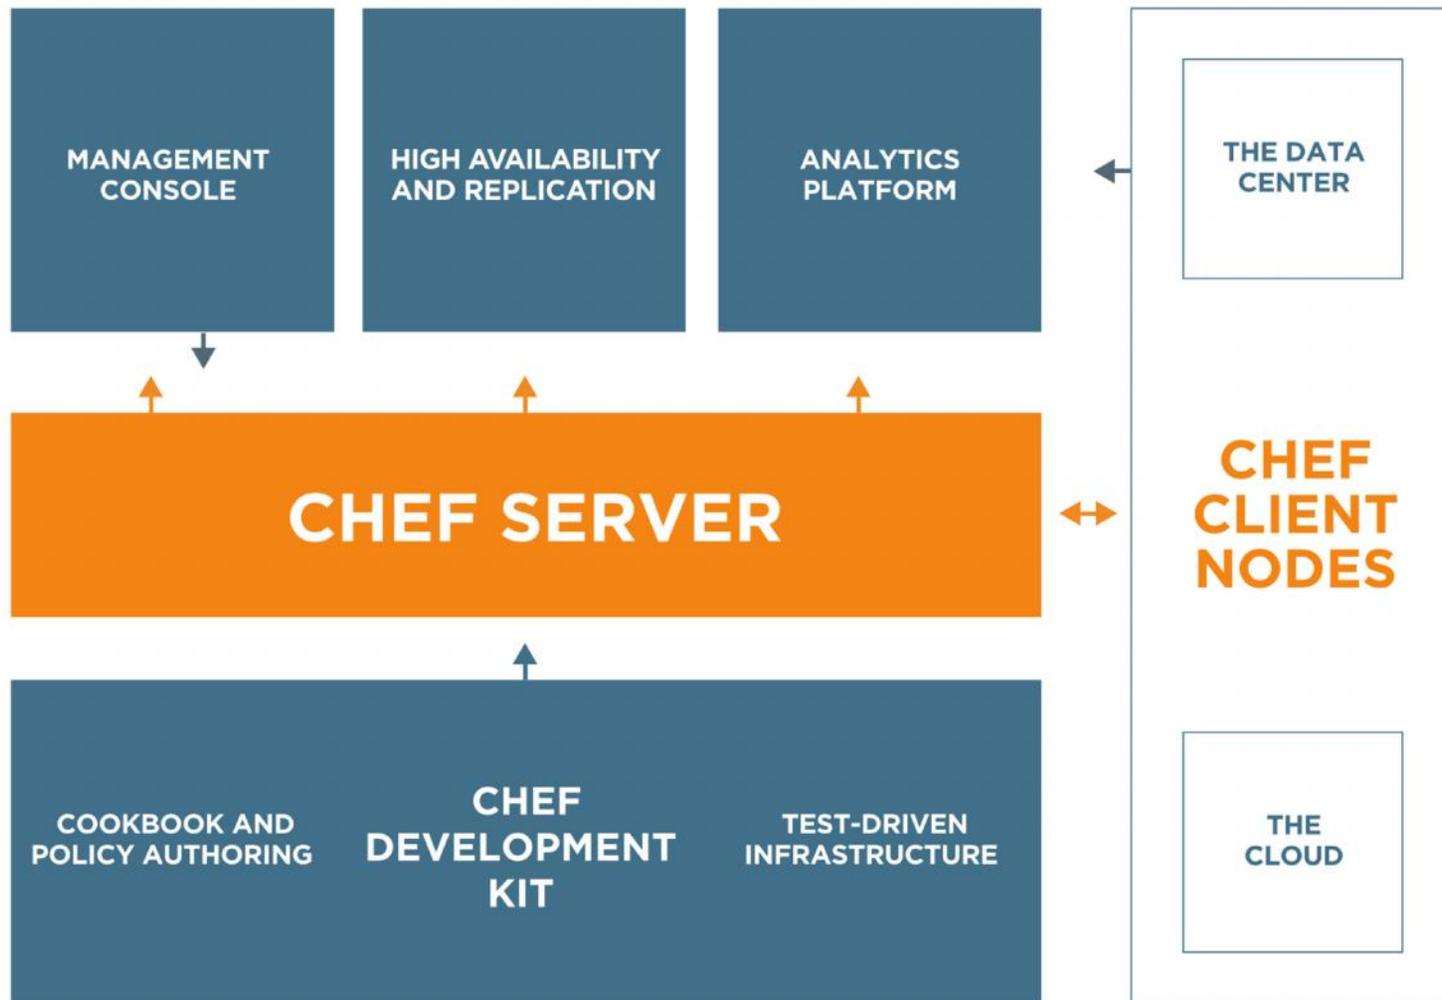 MANAGEMENT
CONSOLE
HIGH AVAILABILITY
AND REPLICATION
ANALYTICS
PLATFORM
THE DATA
CENTER
CHEF SERVER
CHEF
CLIENT
NODES
COOKBOOK AND
POLICY AUTHORING
CHEF
DEVELOPMENT
KIT
TEST-DRIVEN
INFRASTRUCTURE
THE
CLOUD